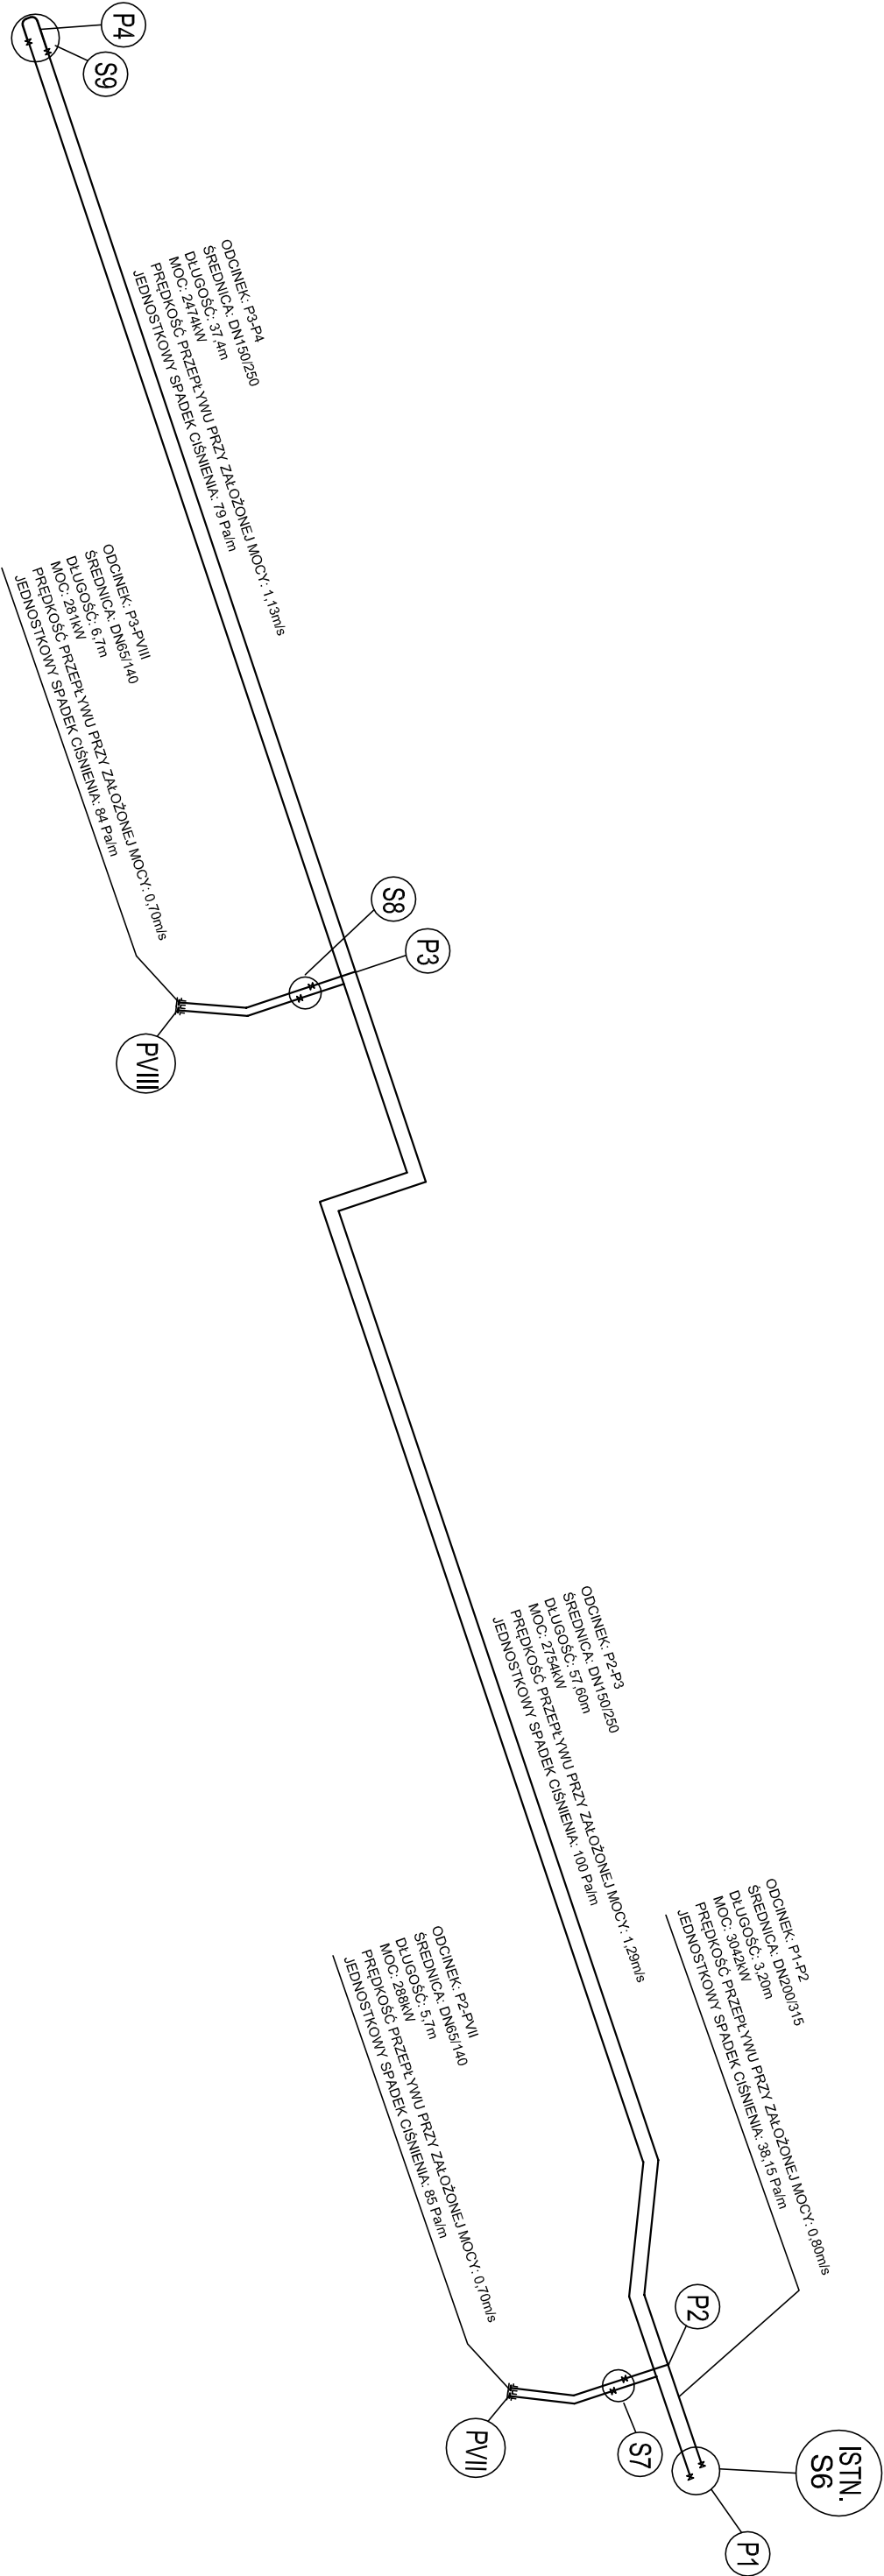 P4
S9
ODCINEK: P3-P4
ŚREDNICA: DN150/250
DŁUGOŚĆ: 37,4m
MOC: 2474kW
PRĘDKOŚĆ PRZEPŁYWU PRZY ZAŁOŻONEJ MOCY: 1,13m/s
JEDNOSTKOWY SPADEK CIŚNIENIA: 79 Pa/m
ODCINEK: P3-PVIII
ŚREDNICA: DN65/140
DŁUGOŚĆ: 6,7m
MOC: 281kW
PRĘDKOŚĆ PRZEPŁYWU PRZY ZAŁOŻONEJ MOCY: 0,70m/s
JEDNOSTKOWY SPADEK CIŚNIENIA: 84 Pa/m
S8
P3
PVIII
ODCINEK: P2-P3
ŚREDNICA: DN150/250
DŁUGOŚĆ: 57,60m
MOC: 2754kW
PRĘDKOŚĆ PRZEPŁYWU PRZY ZAŁOŻONEJ MOCY: 1,29m/s
JEDNOSTKOWY SPADEK CIŚNIENIA: 100 Pa/m
ODCINEK: P1-P2
ŚREDNICA: DN200/315
DŁUGOŚĆ: 3,20m
MOC: 3042kW
PRĘDKOŚĆ PRZEPŁYWU PRZY ZAŁOŻONEJ MOCY: 0,80m/s
JEDNOSTKOWY SPADEK CIŚNIENIA: 38,15 Pa/m
ODCINEK: P2-PVII
ŚREDNICA: DN65/140
DŁUGOŚĆ: 5,7m
MOC: 288kW
PRĘDKOŚĆ PRZEPŁYWU PRZY ZAŁOŻONEJ MOCY: 0,70m/s
JEDNOSTKOWY SPADEK CIŚNIENIA: 85 Pa/m
P2
PVII
S7
ISTN.
S6
P1